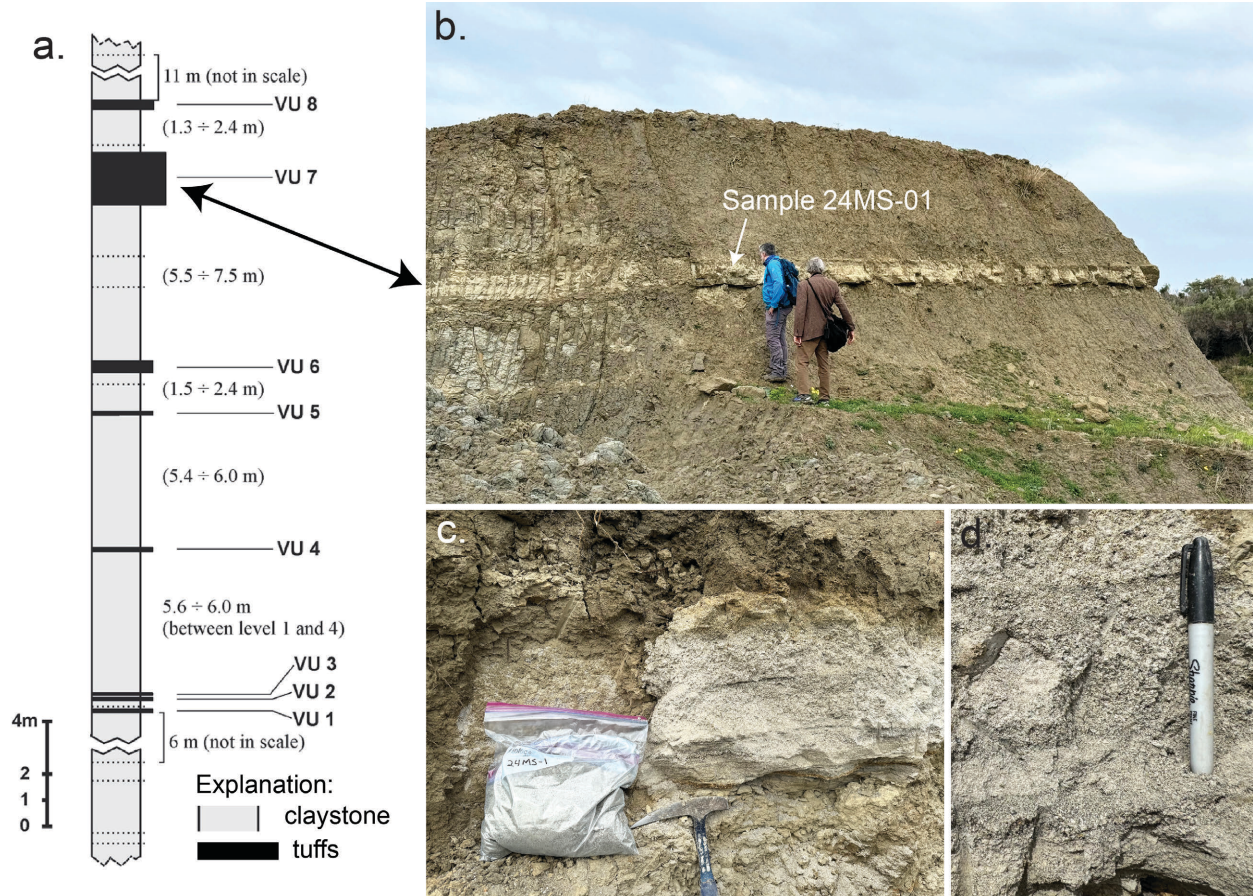 a.
11 m (not in scale)
VU 8
(1.3 ÷ 2.4 m)
VU 7
(5.5 ÷ 7.5 m)
VU 6
(1.5 ÷ 2.4 m)
VU 5
(5.4 ÷ 6.0 m)
VU 4
5.6 ÷ 6.0 m
(between level 1 and 4)
VU 3
VU 2
VU 1
6 m (not in scale)
4m
2
1
0
Explanation:
claystone
tuffs
b.
Sample 24MS-01
c.
24MS-1
d
Sharpie